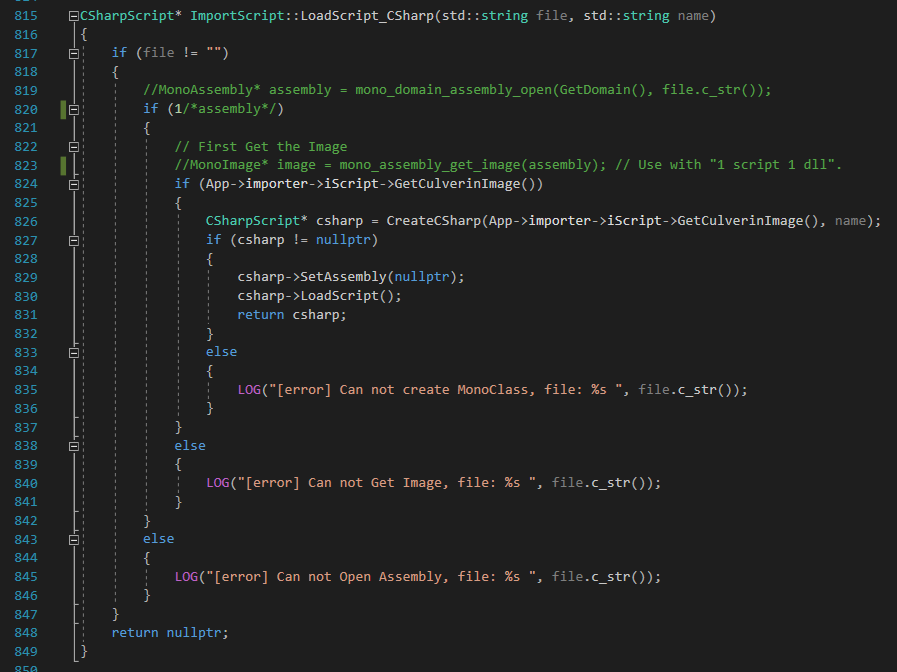 815 CSharpScript* ImportScript::LoadScript_CSharp(std::string file, std::string name)
816 {
817 if (file != "")
818 {
819 //MonoAssembly* assembly = mono_domain_assembly_open(GetDomain(), file.c_str());
820 if (1/*assembly*/)
821 {
822 // First Get the Image
823 //MonoImage* image = mono_assembly_get_image(assembly); // Use with "1 script 1 dll".
824 if (App->importer->iScript->GetCulverinImage())
825 {
826 CSharpScript* csharp = CreateCSharp(App->importer->iScript->GetCulverinImage(), name);
827 if (csharp != nullptr)
828 {
829 csharp->SetAssembly(nullptr);
830 csharp->LoadScript();
831 return csharp;
832 }
833 else
834 {
835 LOG("[error] Can not create MonoClass, file: %s ", file.c_str());
836 }
837 }
838 else
839 {
840 LOG("[error] Can not Get Image, file: %s ", file.c_str());
841 }
842 }
843 else
844 {
845 LOG("[error] Can not Open Assembly, file: %s ", file.c_str());
846 }
847 }
848 return nullptr;
849 }
850